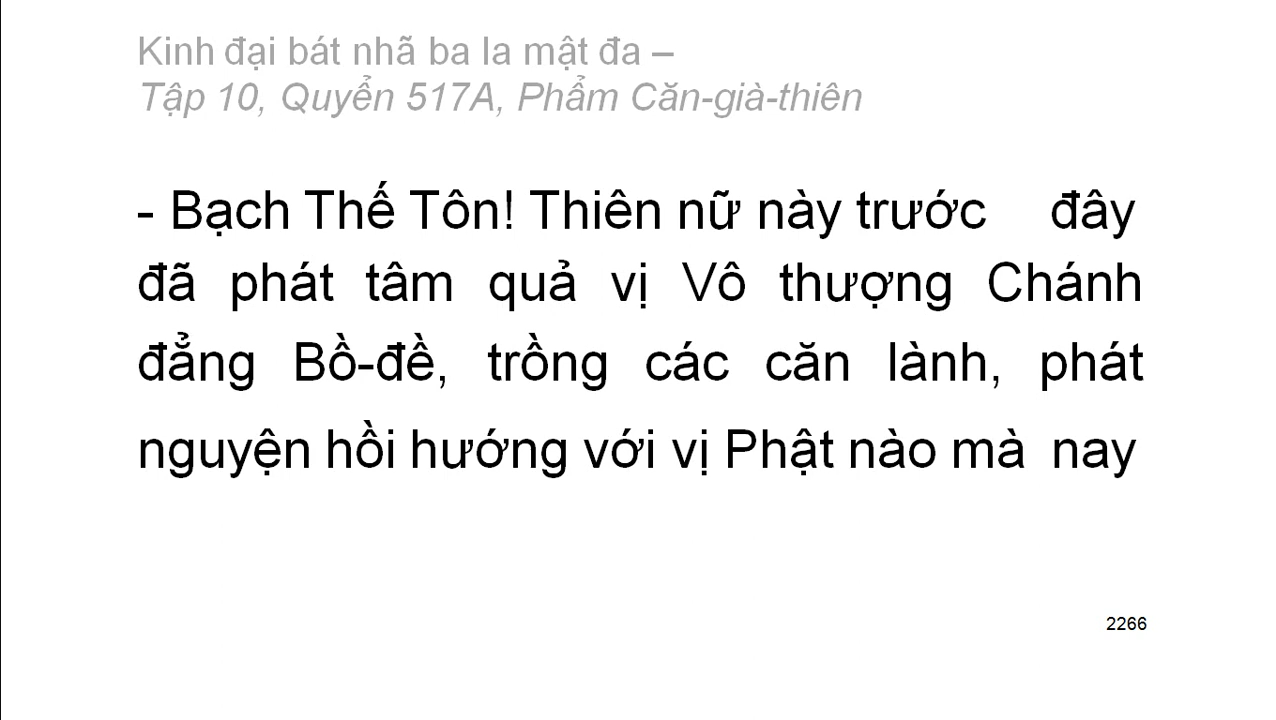 Kinh đại bát nhã ba la mật đa –
Tập 10, Quyển 517A, Phẩm Căn-già-thiên
- Bạch Thế Tôn! Thiên nữ này trước đây
đã phát tâm quả vị Vô thượng Chánh
đẳng Bồ-đề, trồng các căn lành, phát
nguyện hồi hướng với vị Phật nào mà nay
2266